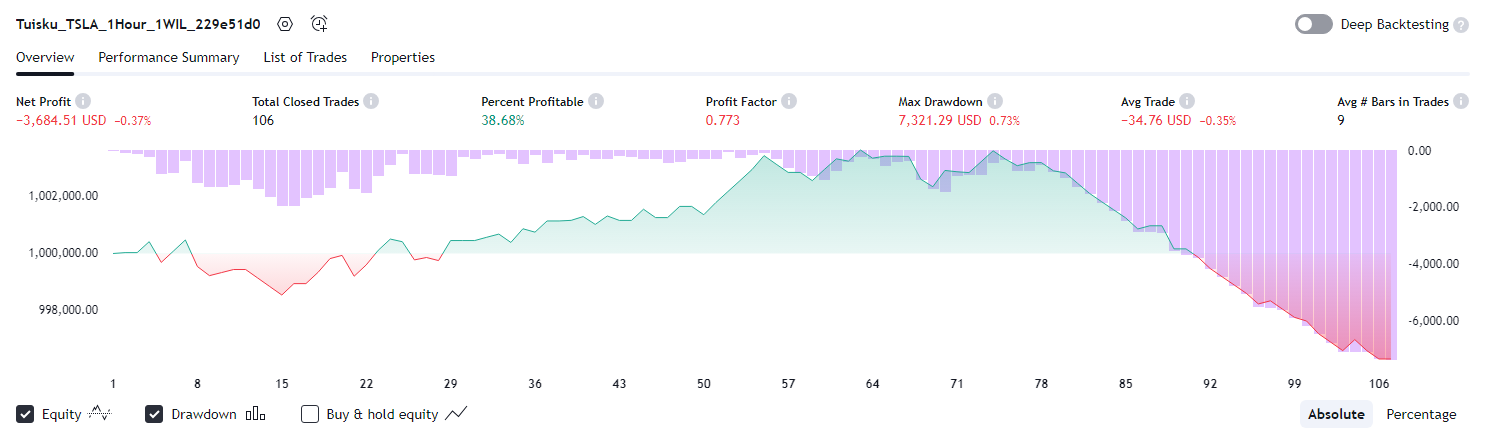 Tuisku_TSLA_1Hour_1WIL_229e51d0
Deep Backtesting ?
Overview Performance Summary List of Trades Properties
Net Profit Total Closed Trades Percent Profitable Profit Factor Max Drawdown Avg Trade Avg # Bars in Trades
−3,684.51 USD −0.37% 106 38.68% 0.773 7,321.29 USD 0.73% −34.76 USD −0.35% 9
0.00
1,002,000.00
−2,000.00
1,000,000.00
−4,000.00
998,000.00
−6,000.00
1 8 15 22 29 36 43 50 57 64 71 78 85 92 99 106
Equity Drawdown Buy & hold equity Absolute Percentage